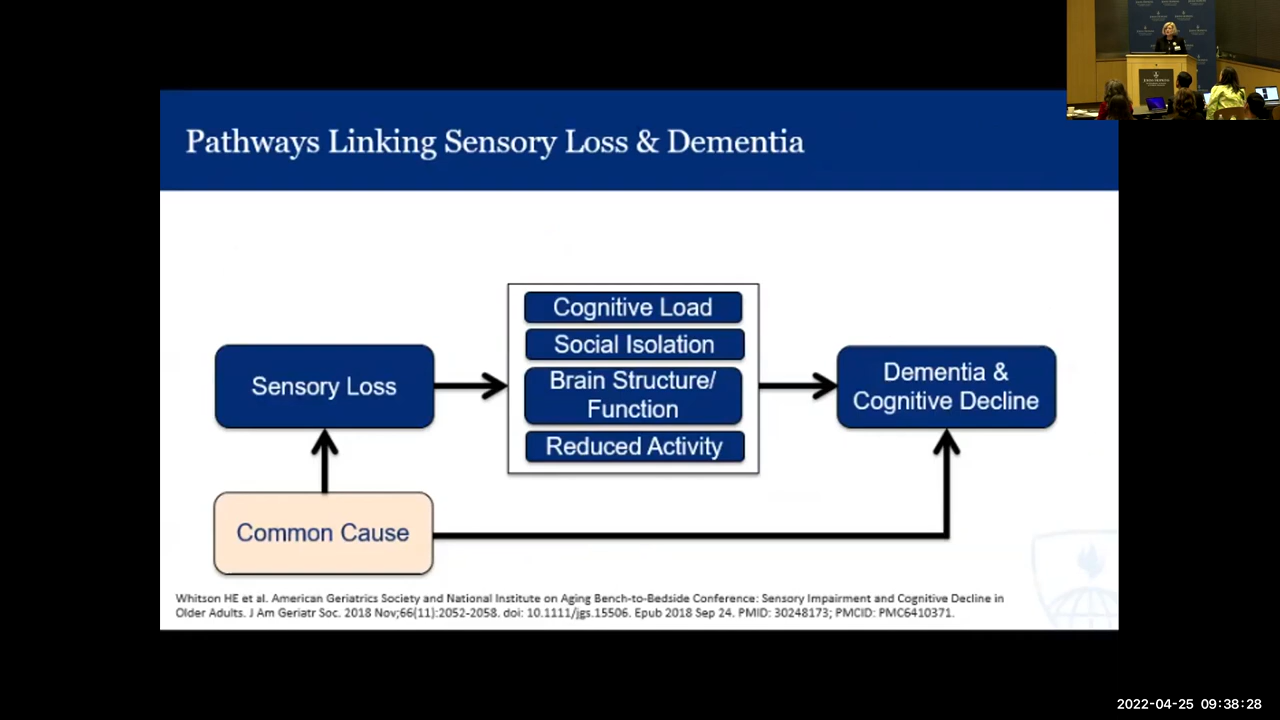 Pathways Linking Sensory Loss & Dementia
Cognitive Load
Social Isolation
Brain Structure/
Function
Reduced Activity
Sensory Loss
Dementia &
Cognitive Decline
Common Cause
Whitson HE et al. American Geriatrics Society and National Institute on Aging Bench-to-Bedside Conference: Sensory Impairment and Cognitive Decline in
Older Adults. J Am Geriatr Soc. 2018 Nov;66(11):2052-2058. doi: 10.1111/jgs.15506. Epub 2018 Sep 24. PMID: 30248173; PMCID: PMC6410371.
2022-04-25 09:38:28